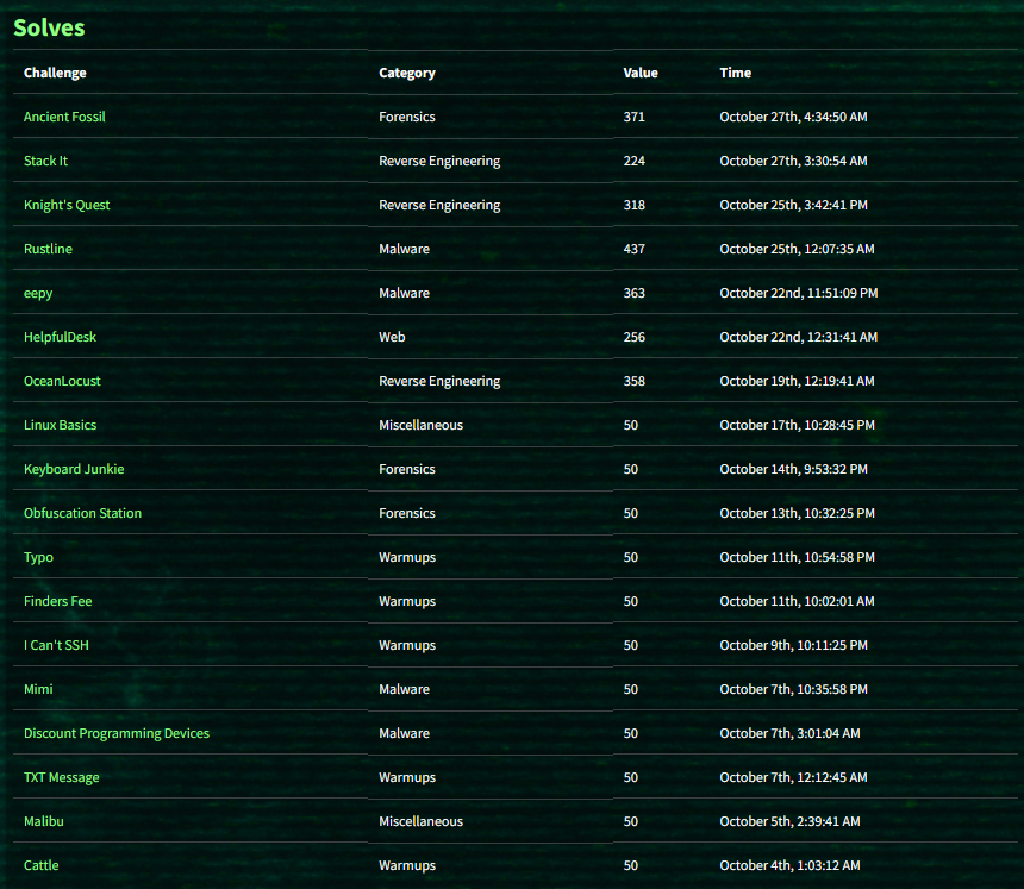 Solves
Challenge Category Value Time
Ancient Fossil Forensics 371 October 27th, 4:34:50 AM
Stack It Reverse Engineering 224 October 27th, 3:30:54 AM
Knight's Quest Reverse Engineering 318 October 25th, 3:42:41 PM
Rustline Malware 437 October 25th, 12:07:35 AM
eepy Malware 363 October 22nd, 11:51:09 PM
HelpfulDesk Web 256 October 22nd, 12:31:41 AM
OceanLocust Reverse Engineering 358 October 19th, 12:19:41 AM
Linux Basics Miscellaneous 50 October 17th, 10:28:45 PM
Keyboard Junkie Forensics 50 October 14th, 9:53:32 PM
Obfuscation Station Forensics 50 October 13th, 10:32:25 PM
Typo Warmups 50 October 11th, 10:54:58 PM
Finders Fee Warmups 50 October 11th, 10:02:01 AM
I Can't SSH Warmups 50 October 9th, 10:11:25 PM
Mimi Malware 50 October 7th, 10:35:58 PM
Discount Programming Devices Malware 50 October 7th, 3:01:04 AM
TXT Message Warmups 50 October 7th, 12:12:45 AM
Malibu Miscellaneous 50 October 5th, 2:39:41 AM
Cattle Warmups 50 October 4th, 1:03:12 AM